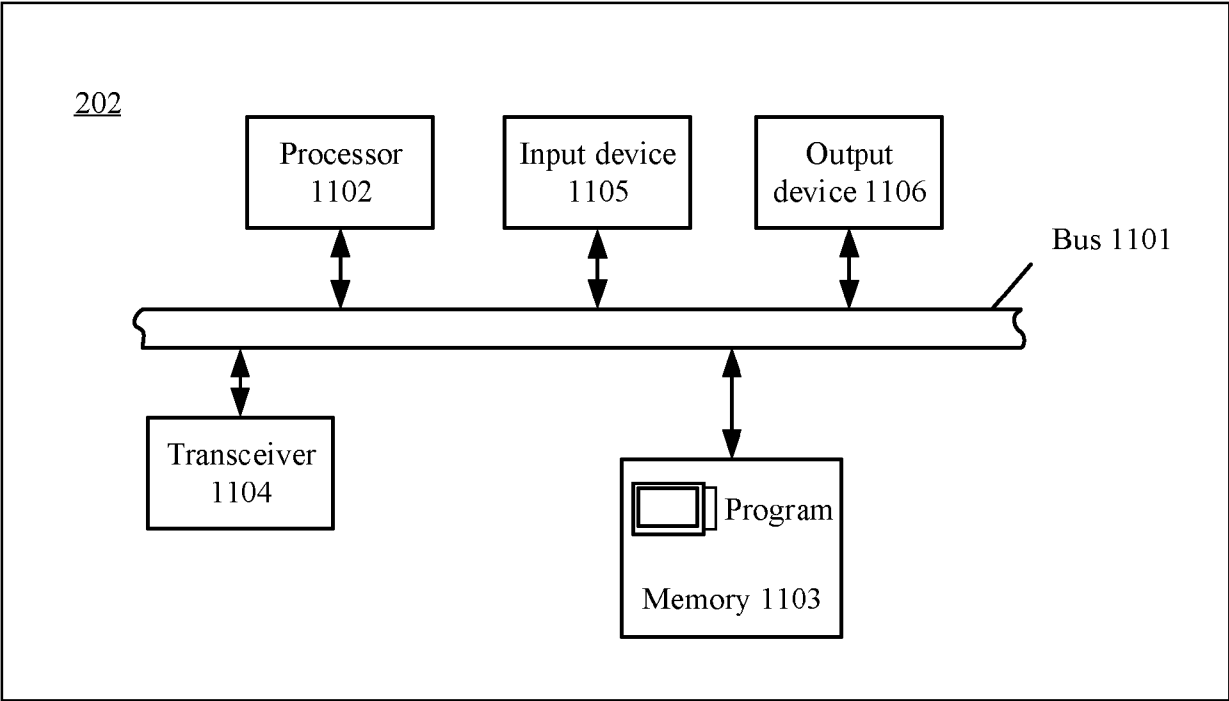 202
Processor
1102
Input device
1105
Output
device 1106
Bus 1101
Transceiver
1104
Program
Memory 1103